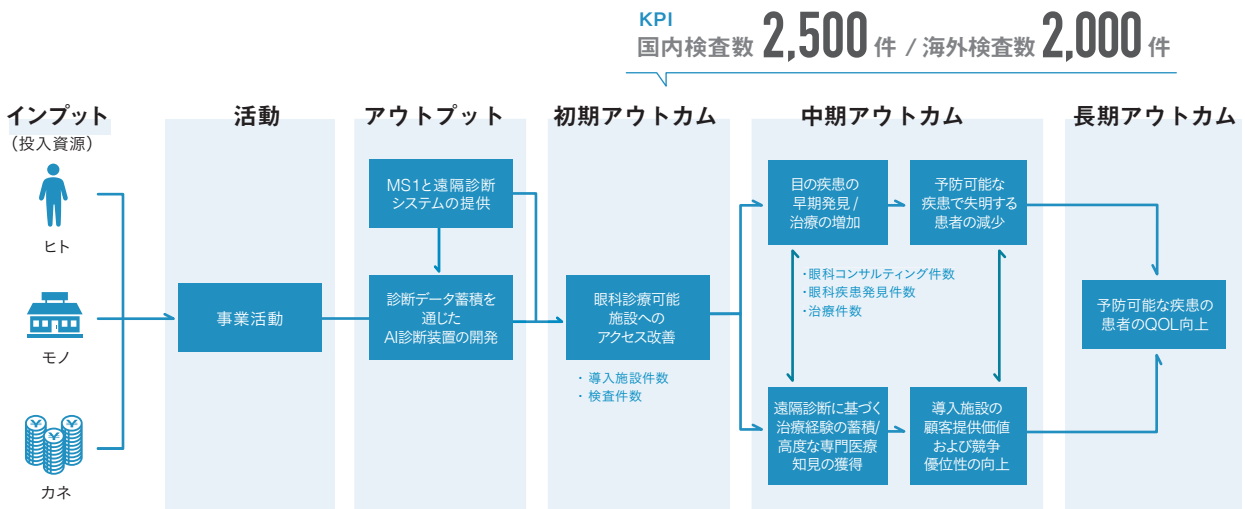 KPI
国内検査数 2,500 件 / 海外検査数 2,000 件
インプット
(投入資源)
ヒト
モノ
カネ
活動
事業活動
アウトプット
MS1と遠隔診断
システムの提供
診断データ蓄積を
通じた
AI診断装置の開発
初期アウトカム
眼科診療可能
施設への
アクセス改善
・導入施設件数
・検査件数
中期アウトカム
目の疾患の
早期発見/
治療の増加
予防可能な
疾患で失明する
患者の減少
・眼科コンサルティング件数
・眼科疾患発見件数
・治療件数
遠隔診断に基づく
治療経験の蓄積/
高度な専門医療
知見の獲得
導入施設の
顧客提供価値
および競争
優位性の向上
長期アウトカム
予防可能な疾患の
患者のQOL向上